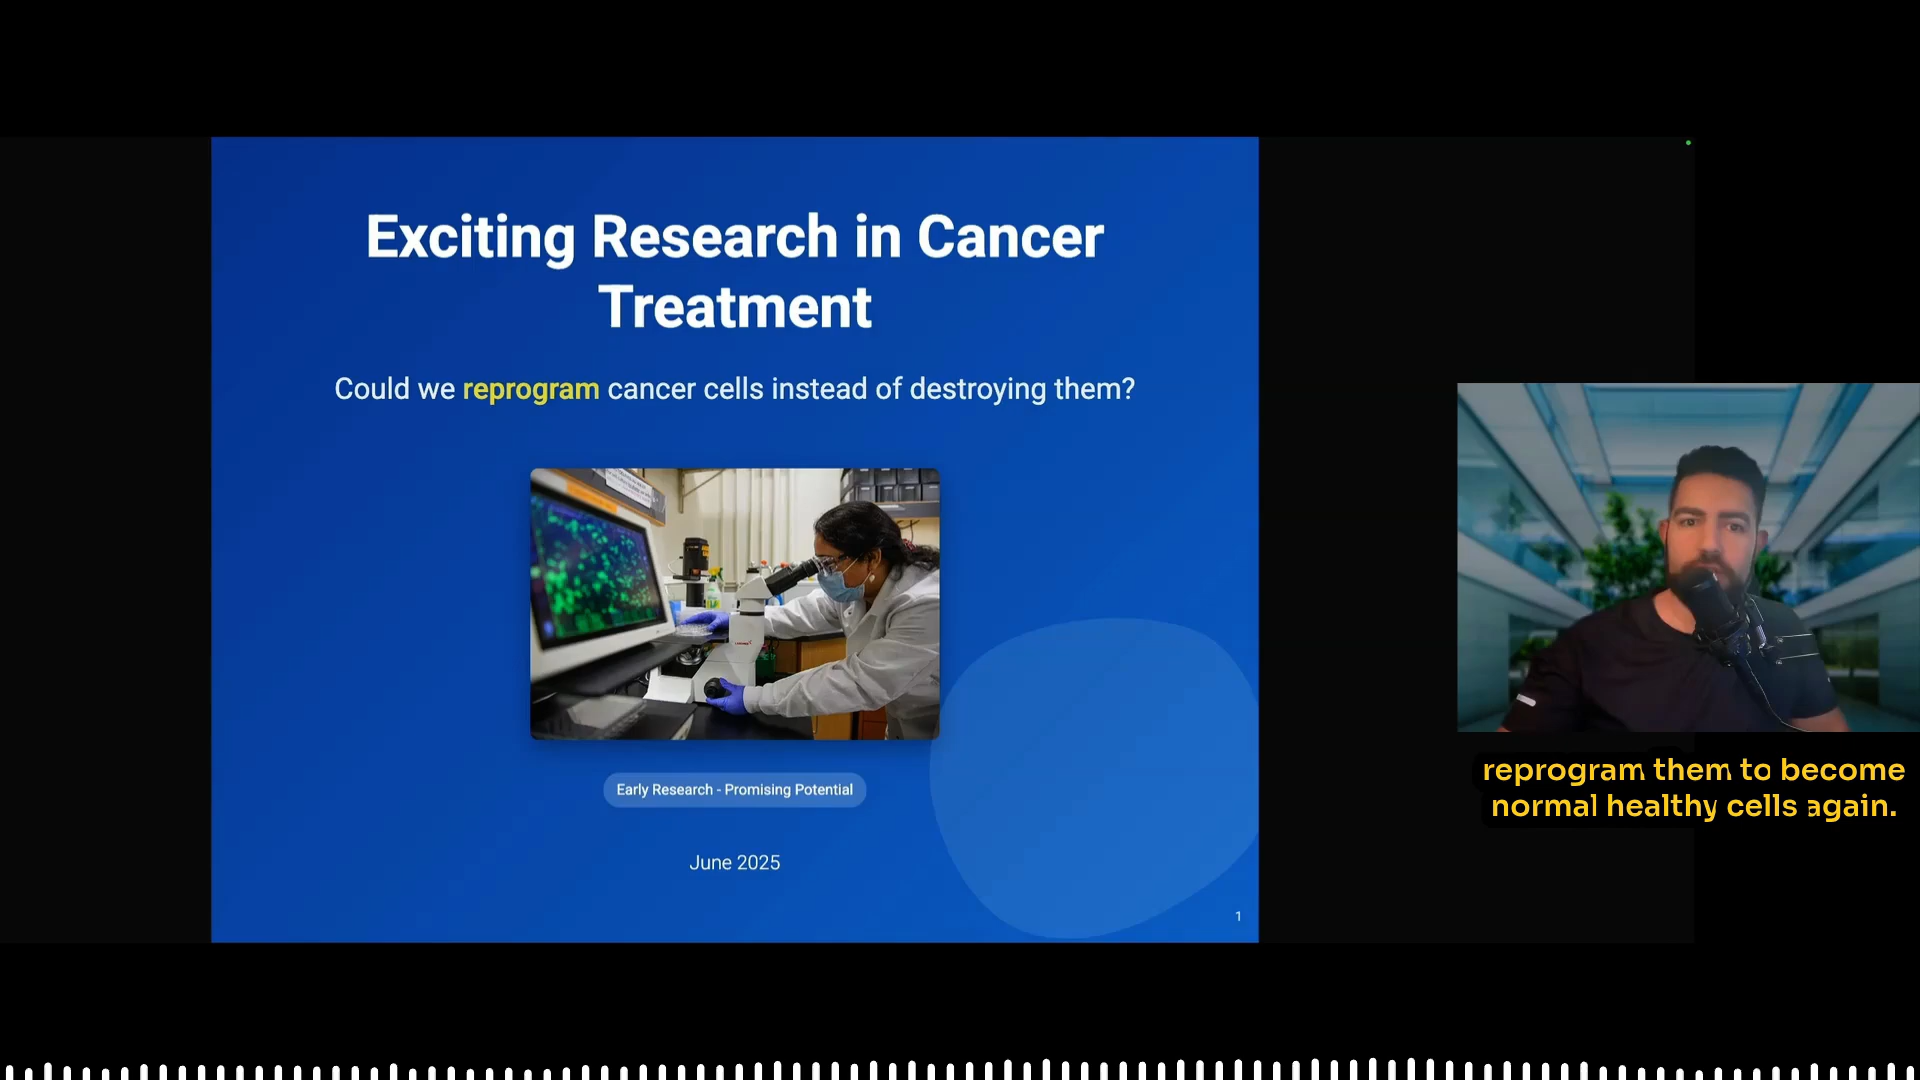 Exciting Research in Cancer
Treatment
Could we reprogram cancer cells instead of destroying them?
Early Research - Promising Potential
June 2025
1
reprogram them to become
normal healthy cells again.